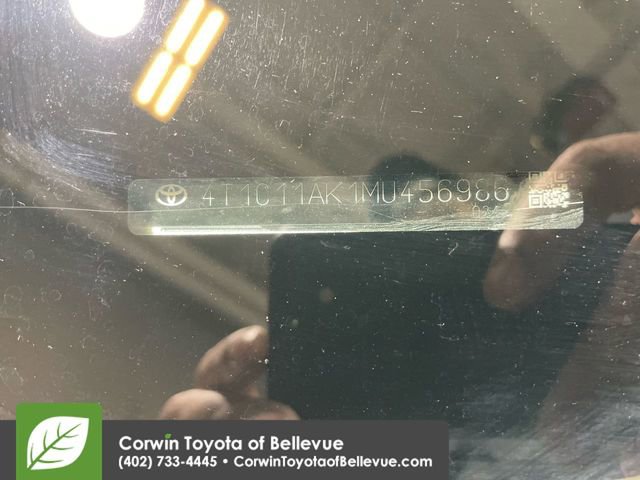 4T1C11AK1MU456986
Corwin Toyota of Bellevue
(402) 733-4445 • CorwinToyotaofBellevue.com